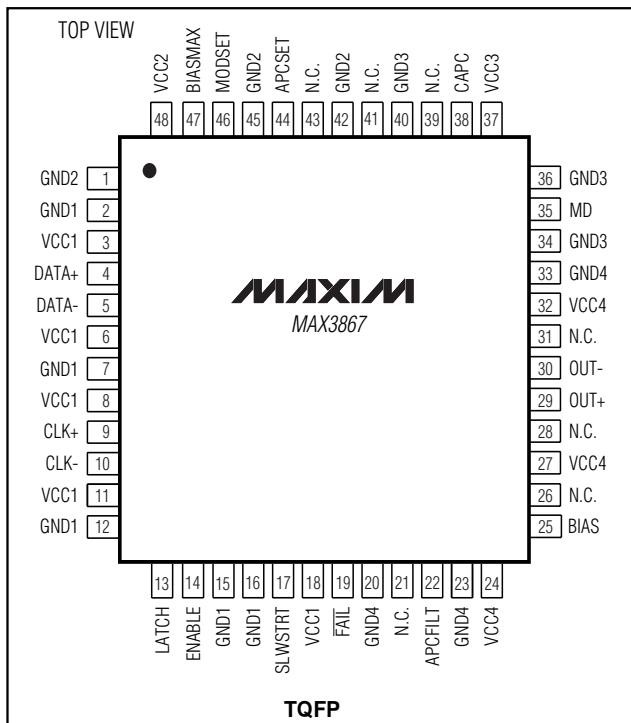 TOP VIEW
VCC2
BIASMAX
MODSET
GND2
APCSET
N.C.
GND2
N.C.
GND3
N.C.
CAPC
VCC3
48 47 46 45 44 43 42 41 40 39 38 37
GND2 1
GND1 2
VCC1 3
DATA+ 4
DATA- 5
VCC1 6
GND1 7
VCC1 8
CLK+ 9
CLK- 10
VCC1 11
GND1 12
MAXIM
MAX3867
36 GND3
35 MD
34 GND3
33 GND4
32 VCC4
31 N.C.
30 OUT-
29 OUT+
28 N.C.
27 VCC4
26 N.C.
25 BIAS
13 14 15 16 17 18 19 20 21 22 23 24
LATCH
ENABLE
GND1
GND1
SLWSTRT
VCC1
FAIL
GND4
N.C.
APCFILT
GND4
VCC4
TQFP